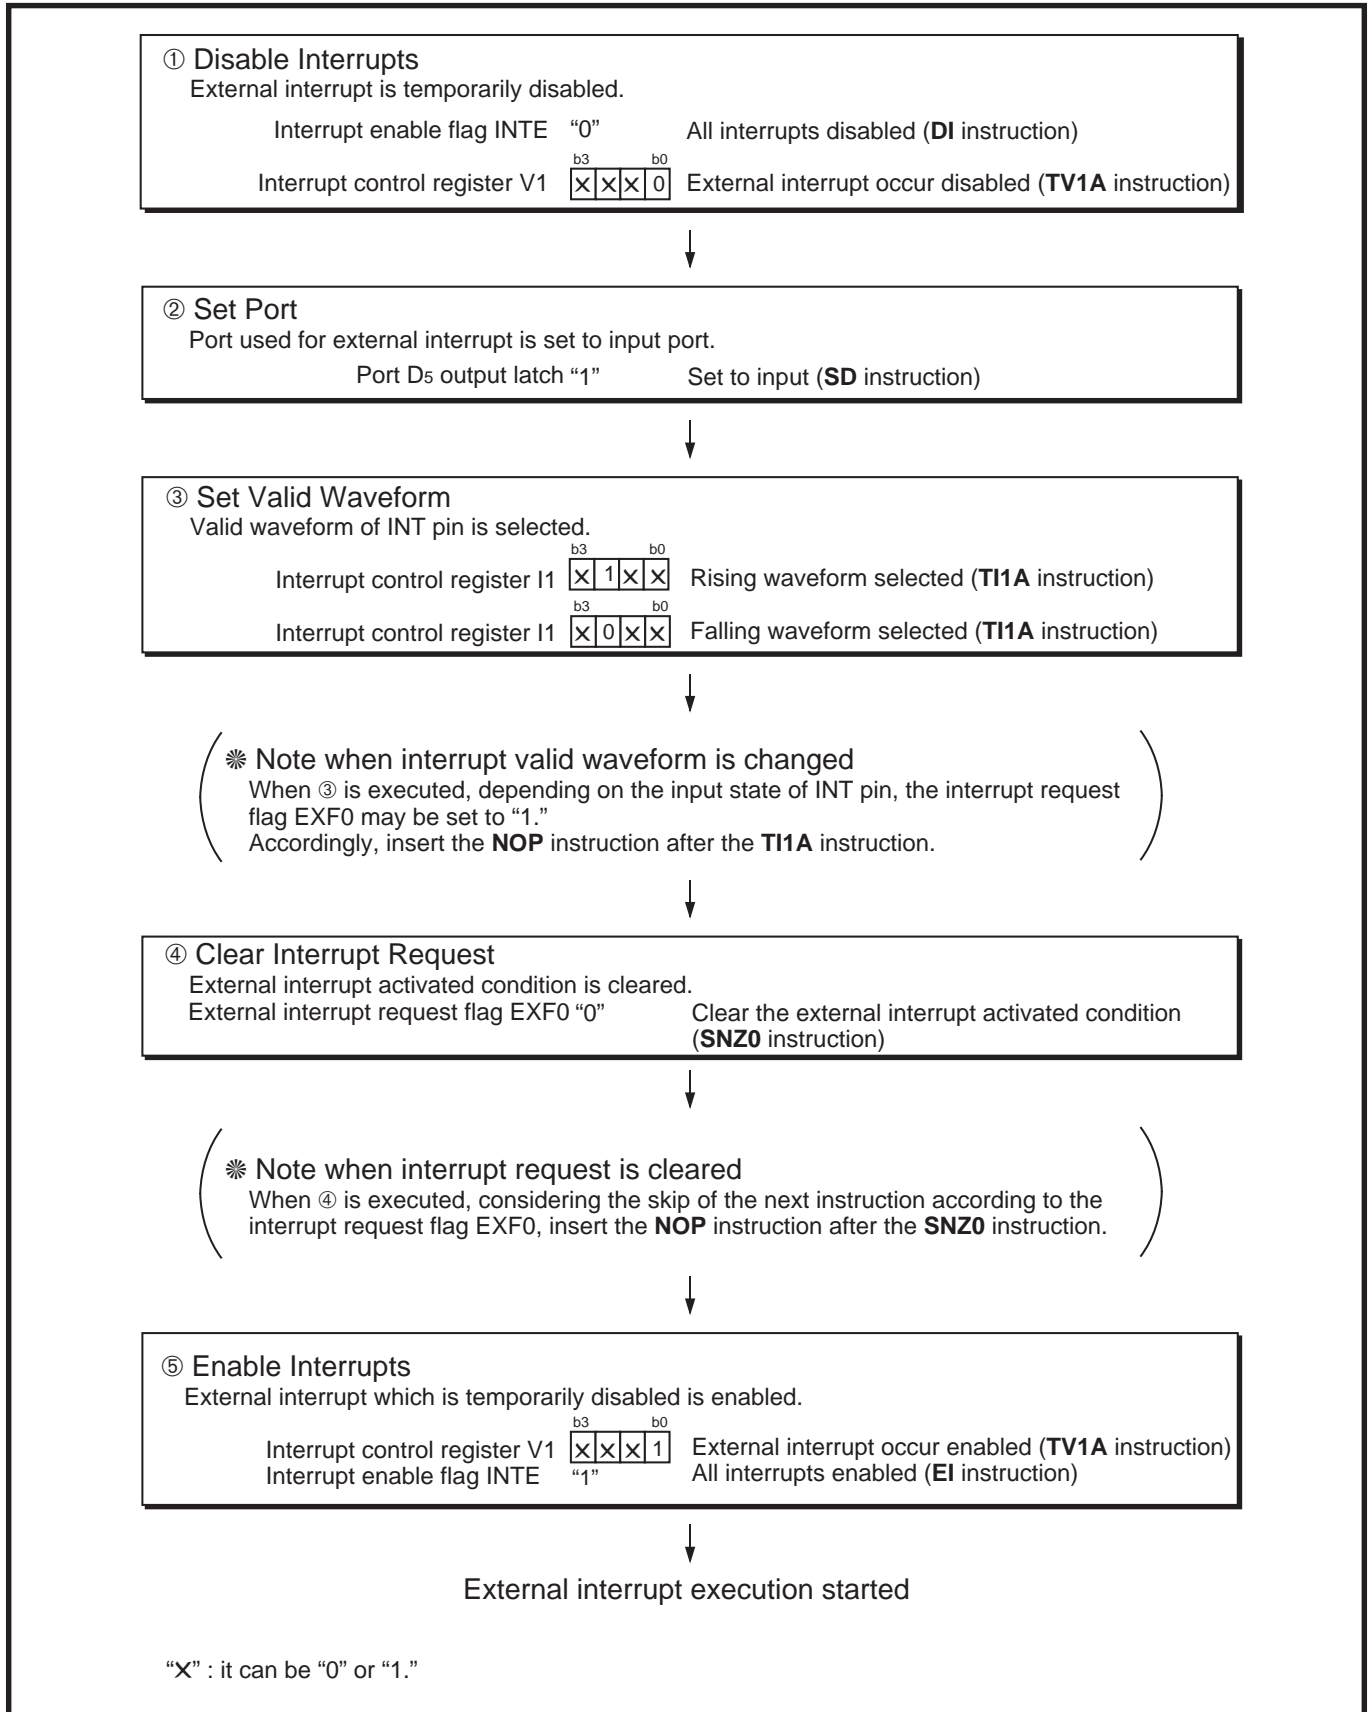 ① Disable Interrupts
External interrupt is temporarily disabled.
Interrupt enable flag INTE “0” All interrupts disabled (DI instruction)
b3 b0
Interrupt control register V1 ✕ ✕ ✕ 0 External interrupt occur disabled (TV1A instruction)
② Set Port
Port used for external interrupt is set to input port.
Port D5 output latch “1” Set to input (SD instruction)
③ Set Valid Waveform
Valid waveform of INT pin is selected.
b3 b0
Interrupt control register I1 ✕ 1 ✕ ✕ Rising waveform selected (TI1A instruction)
b3 b0
Interrupt control register I1 ✕ 0 ✕ ✕ Falling waveform selected (TI1A instruction)
❋ Note when interrupt valid waveform is changed
When ③ is executed, depending on the input state of INT pin, the interrupt request
flag EXF0 may be set to “1.”
Accordingly, insert the NOP instruction after the TI1A instruction.
④ Clear Interrupt Request
External interrupt activated condition is cleared.
External interrupt request flag EXF0 “0” Clear the external interrupt activated condition
(SNZ0 instruction)
❋ Note when interrupt request is cleared
When ④ is executed, considering the skip of the next instruction according to the
interrupt request flag EXF0, insert the NOP instruction after the SNZ0 instruction.
⑤ Enable Interrupts
External interrupt which is temporarily disabled is enabled.
b3 b0
Interrupt control register V1 ✕ ✕ ✕ 1 External interrupt occur enabled (TV1A instruction)
Interrupt enable flag INTE “1” All interrupts enabled (EI instruction)
External interrupt execution started
“✕” : it can be “0” or “1.”